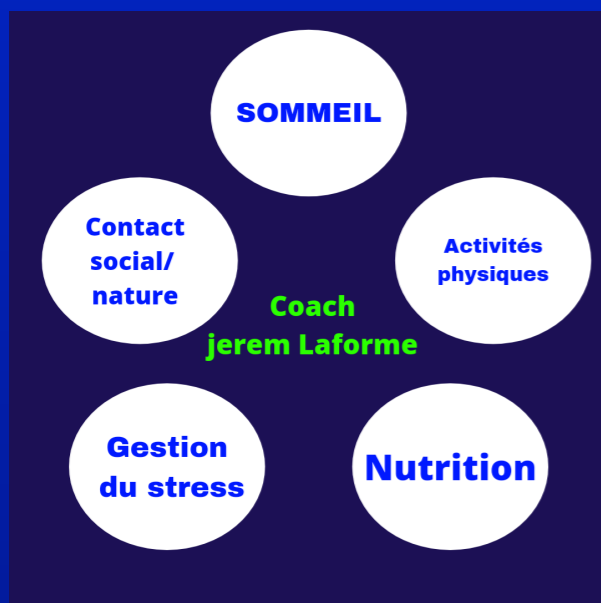 SOMMEIL
Contact
social/
nature
Activités
physiques
Coach
jerem Laforme
Gestion
du stress
Nutrition